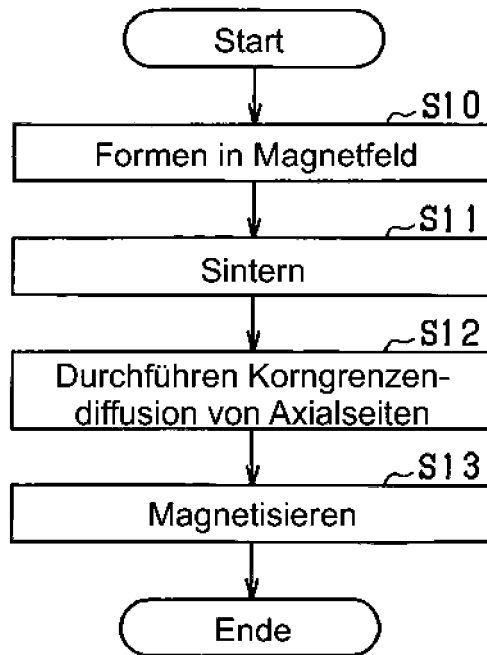 Start
S10
Formen in Magnetfeld
S11
Sintern
S12
Durchführen Korngrenzen-
diffusion von Axialseiten
S13
Magnetisieren
Ende